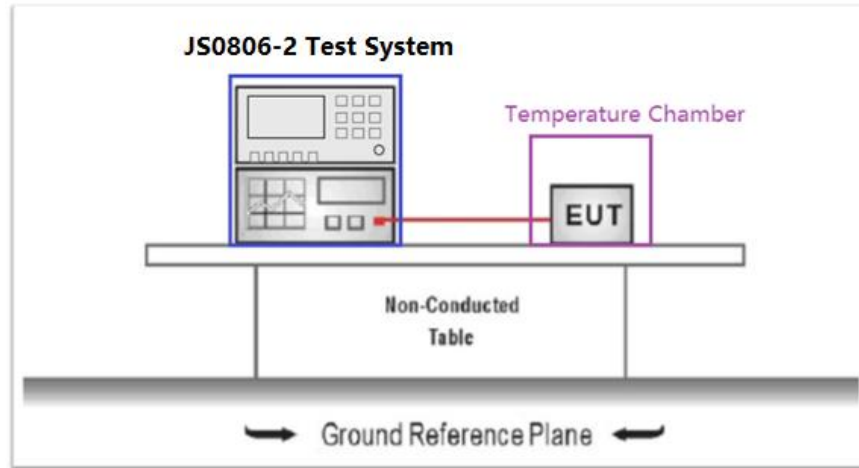 JS0806-2 Test System
Temperature Chamber
EUT
Non-Conducted
Table
Ground Reference Plane